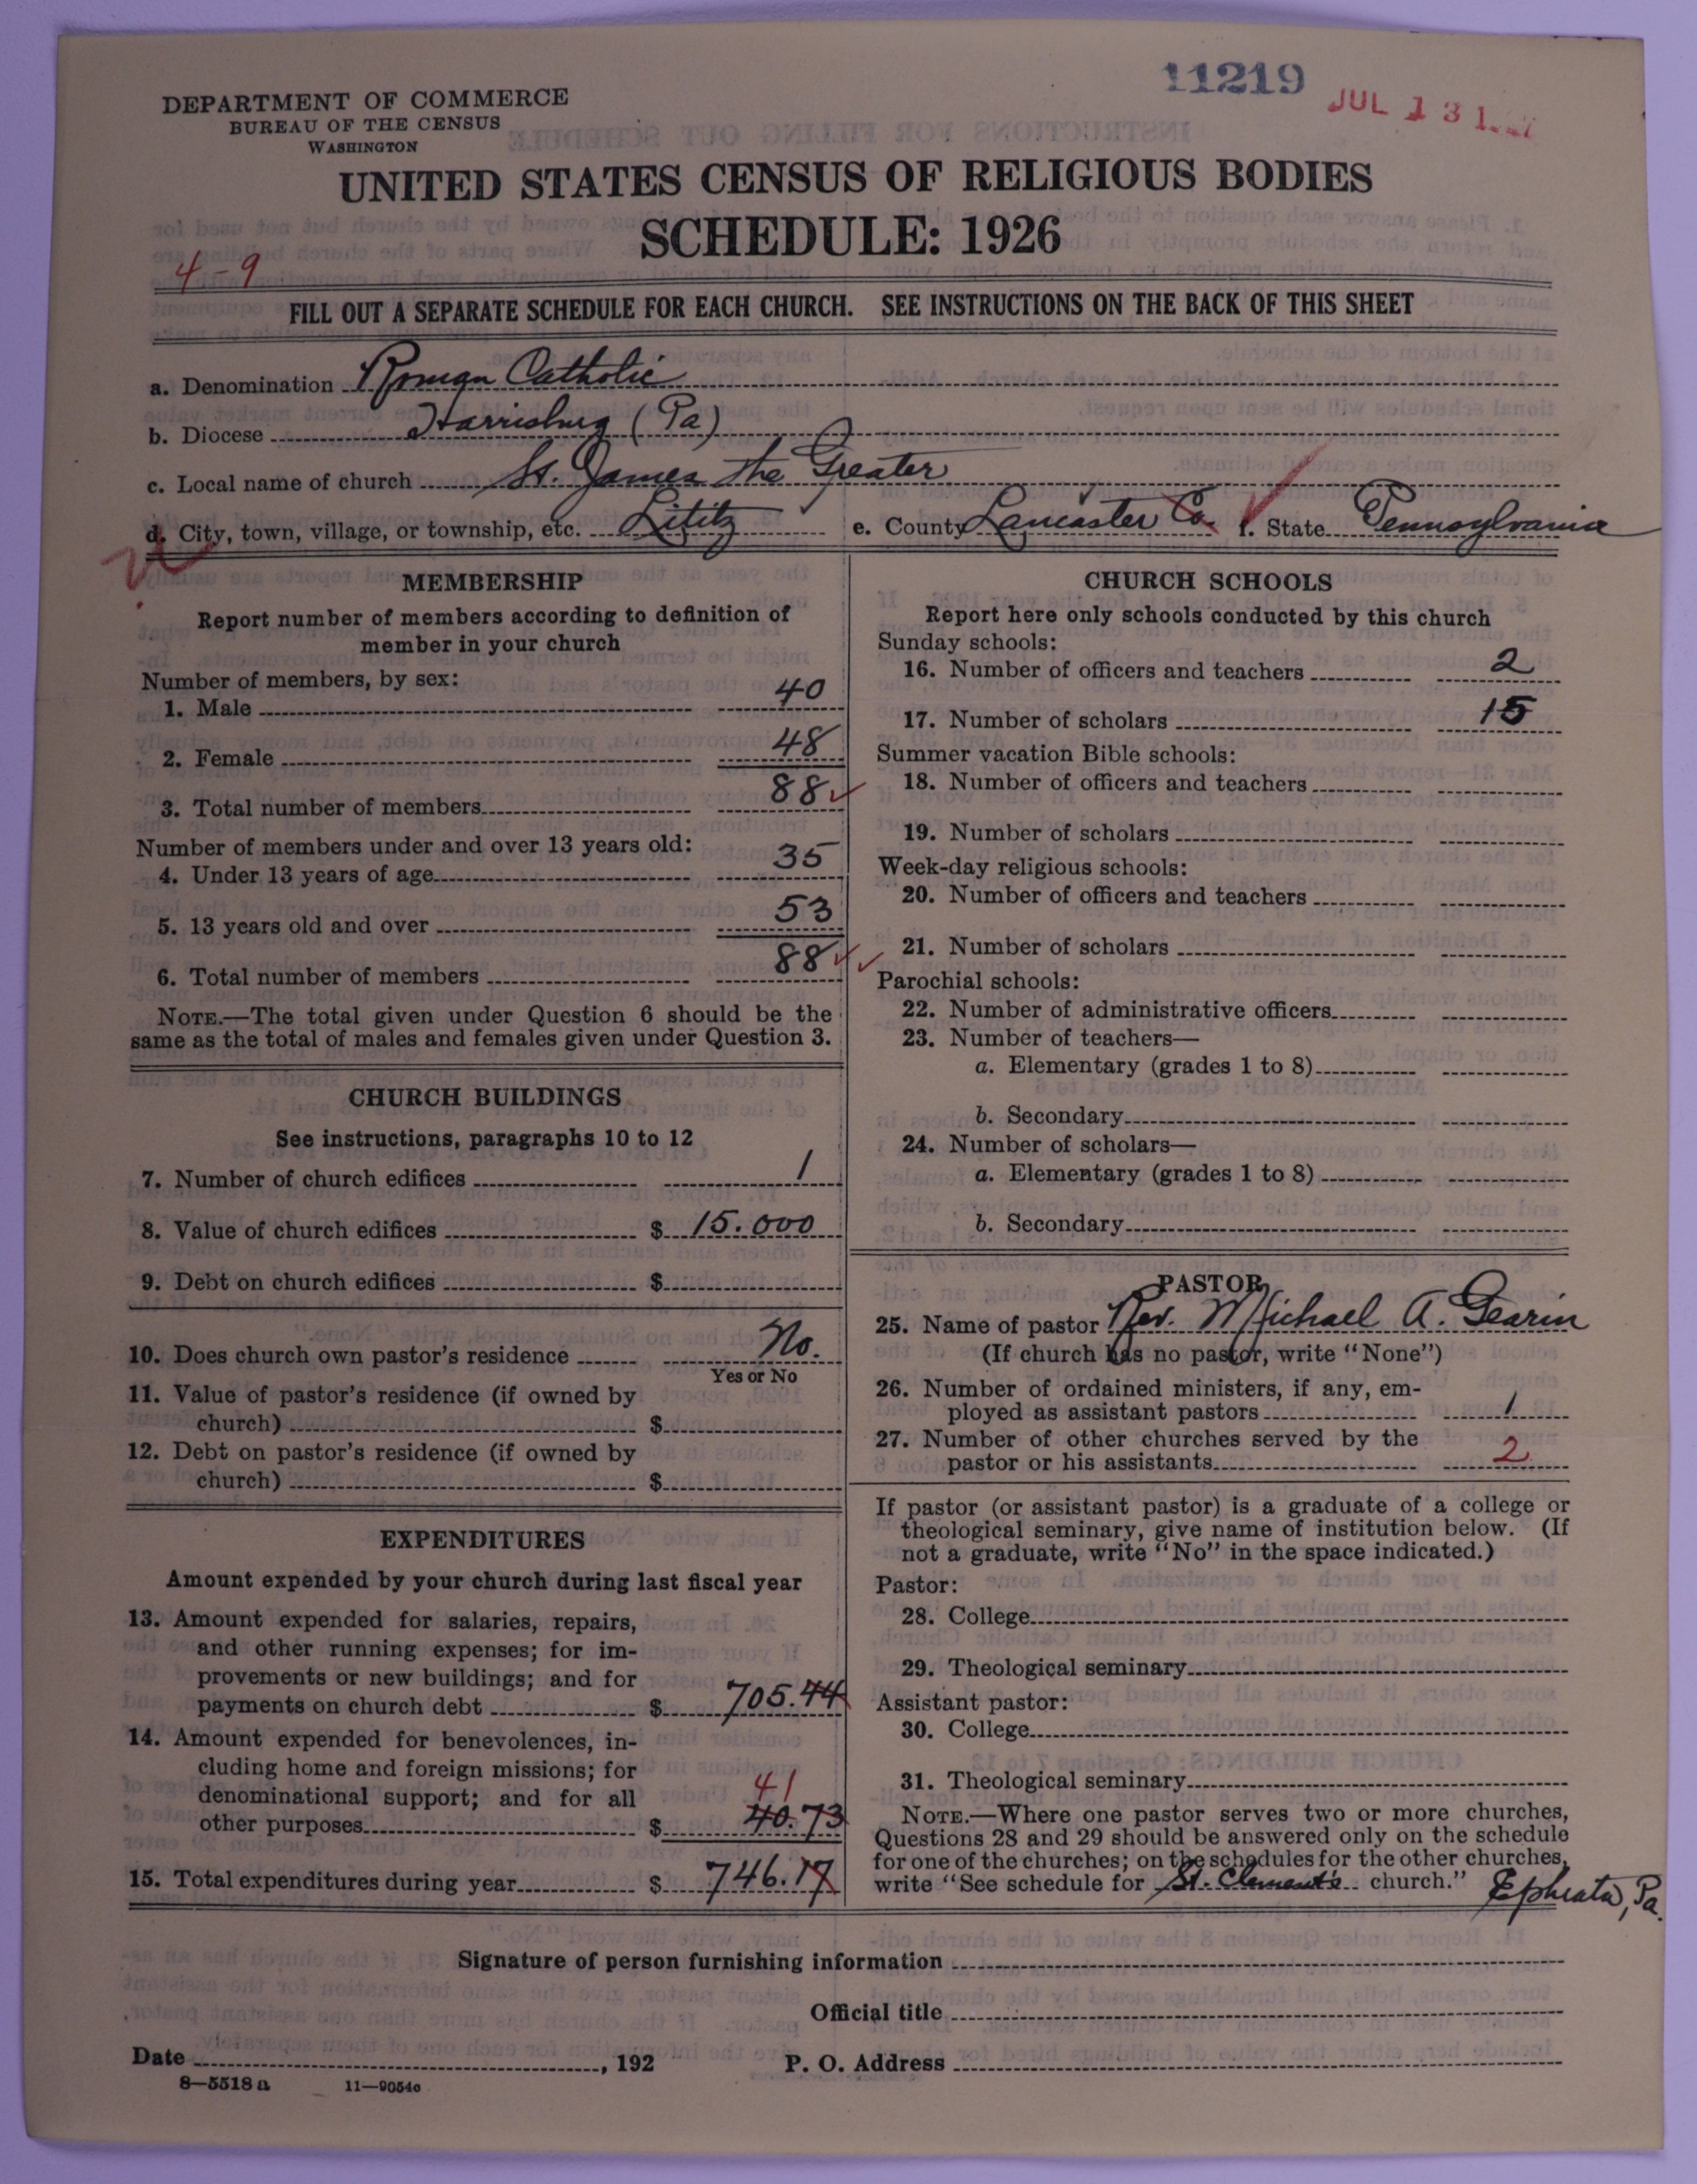 11219
JUL 13
DEPARTMENT OF COMMERCE
BUREAU OF THE CENSUS
WASHINGTON
UNITED STATES CENSUS OF RELIGIOUS BODIES
SCHEDULE: 1926
4-9
FILL OUT A SEPARATE SCHEDULE FOR EACH CHURCH. SEE INSTRUCTIONS ON THE BACK OF THIS SHEET
a. Denomination Roman Catholic
b. Diocese Harrisburg (Pa)
c. Local name of church St. James the Greater
d. City, town, village, or township, etc. Lititz e. County Lancaster Co. f. State Pennsylvania
MEMBERSHIP
Report number of members according to definition of
member in your church
Number of members, by sex:
1. Male 40
2. Female 48
3. Total number of members 88
Number of members under and over 13 years old:
4. Under 13 years of age 35
5. 13 years old and over 53
6. Total number of members 88
NOTE.—The total given under Question 6 should be the
same as the total of males and females given under Question 3.
CHURCH BUILDINGS
See instructions, paragraphs 10 to 12
7. Number of church edifices 1
8. Value of church edifices $ 15.000
9. Debt on church edifices $
10. Does church own pastor's residence No.
Yes or No
11. Value of pastor's residence (if owned by
church) $
12. Debt on pastor's residence (if owned by
church) $
EXPENDITURES
Amount expended by your church during last fiscal year
13. Amount expended for salaries, repairs,
and other running expenses; for im-
provements or new buildings; and for
payments on church debt $ 705.44
14. Amount expended for benevolences, in-
cluding home and foreign missions; for
denominational support; and for all
41
other purposes $ 40.73
15. Total expenditures during year $ 746.17
CHURCH SCHOOLS
Report here only schools conducted by this church
Sunday schools:
16. Number of officers and teachers 2
17. Number of scholars 15
Summer vacation Bible schools:
18. Number of officers and teachers
19. Number of scholars
Week-day religious schools:
20. Number of officers and teachers
21. Number of scholars
Parochial schools:
22. Number of administrative officers
23. Number of teachers—
a. Elementary (grades 1 to 8)
b. Secondary
24. Number of scholars—
a. Elementary (grades 1 to 8)
b. Secondary
PASTOR
25. Name of pastor Rev. Michael A. Gearin
(If church has no pastor, write "None")
26. Number of ordained ministers, if any, em-
ployed as assistant pastors 1
27. Number of other churches served by the
pastor or his assistants 2
If pastor (or assistant pastor) is a graduate of a college or
theological seminary, give name of institution below. (If
not a graduate, write "No" in the space indicated.)
Pastor:
28. College
29. Theological seminary
Assistant pastor:
30. College
31. Theological seminary
NOTE.—Where one pastor serves two or more churches,
Questions 28 and 29 should be answered only on the schedule
for one of the churches; on the schedules for the other churches,
write "See schedule for St. Clement's church." Ephrata, Pa.
Signature of person furnishing information
Official title
Date , 192
P. O. Address
8—5518 a 11—9054c